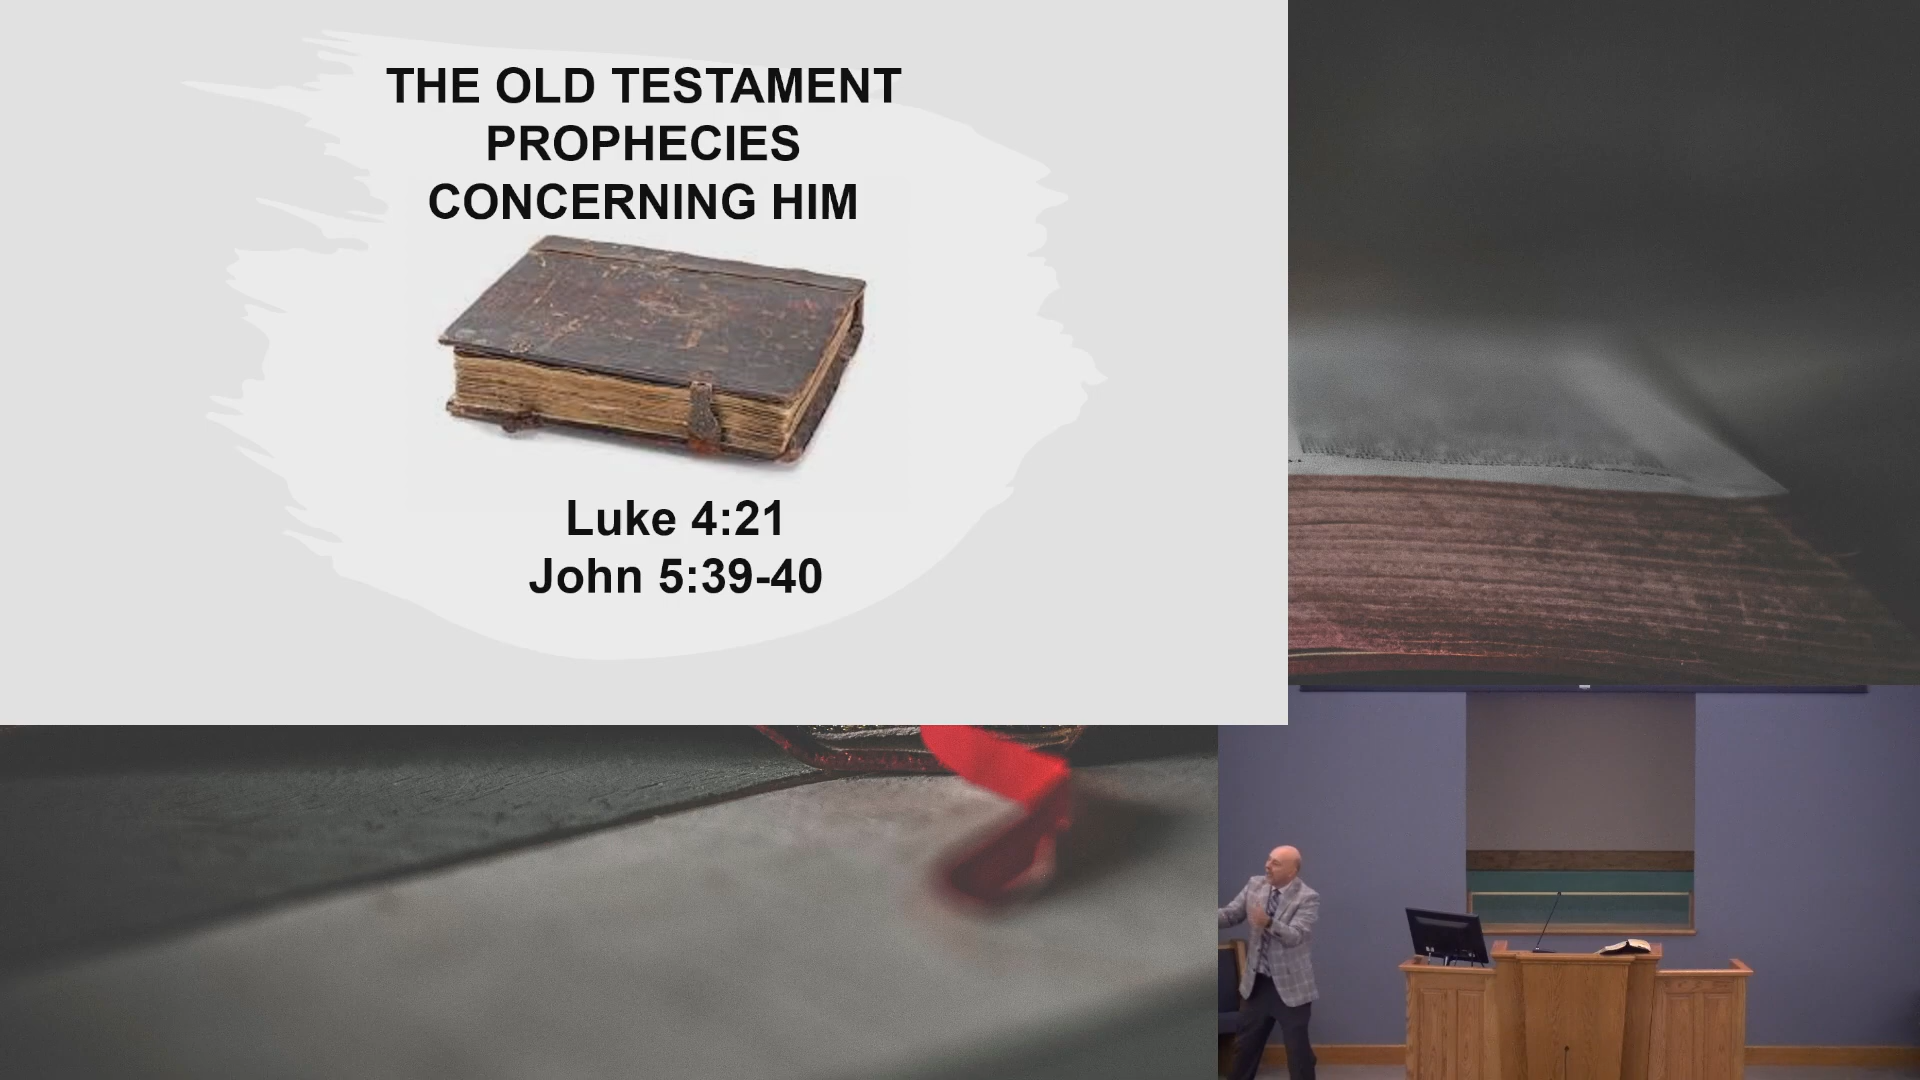 THE OLD TESTAMENT
PROPHECIES
CONCERNING HIM
Luke 4:21
John 5:39-40